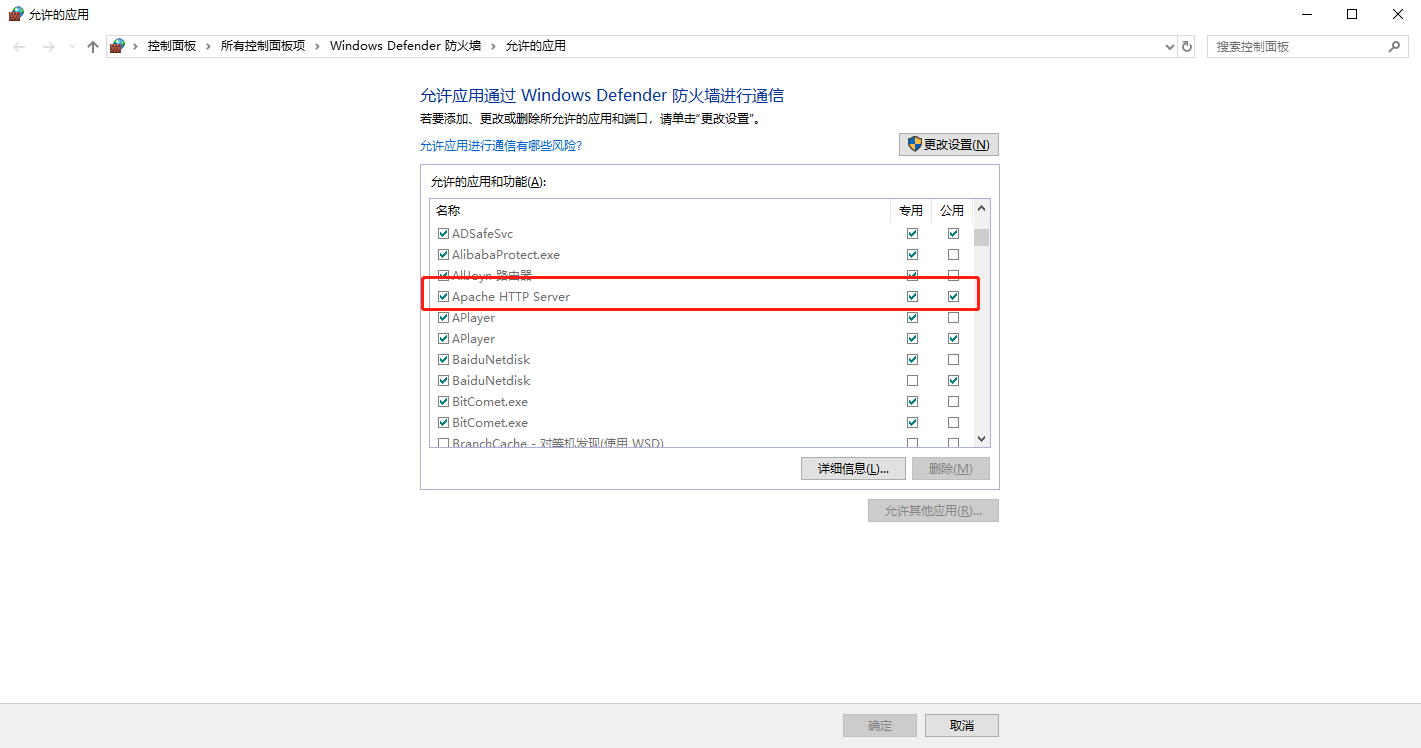 允许的应用
控制面板 › 所有控制面板项 › Windows Defender 防火墙 › 允许的应用
搜索控制面板
允许应用通过 Windows Defender 防火墙进行通信
若要添加、更改或删除所允许的应用和端口，请单击"更改设置"。
允许应用进行通信有哪些风险?
更改设置(N)
允许的应用和功能(A):
名称 专用 公用
ADSafeSvc
AlibabaProtect.exe
AllJoyn 路由器
Apache HTTP Server
APlayer
APlayer
BaiduNetdisk
BaiduNetdisk
BitComet.exe
BitComet.exe
BranchCache - 对等机发现(使用 WSD)
详细信息(L)... 删除(M)
允许其他应用(R)...
确定 取消